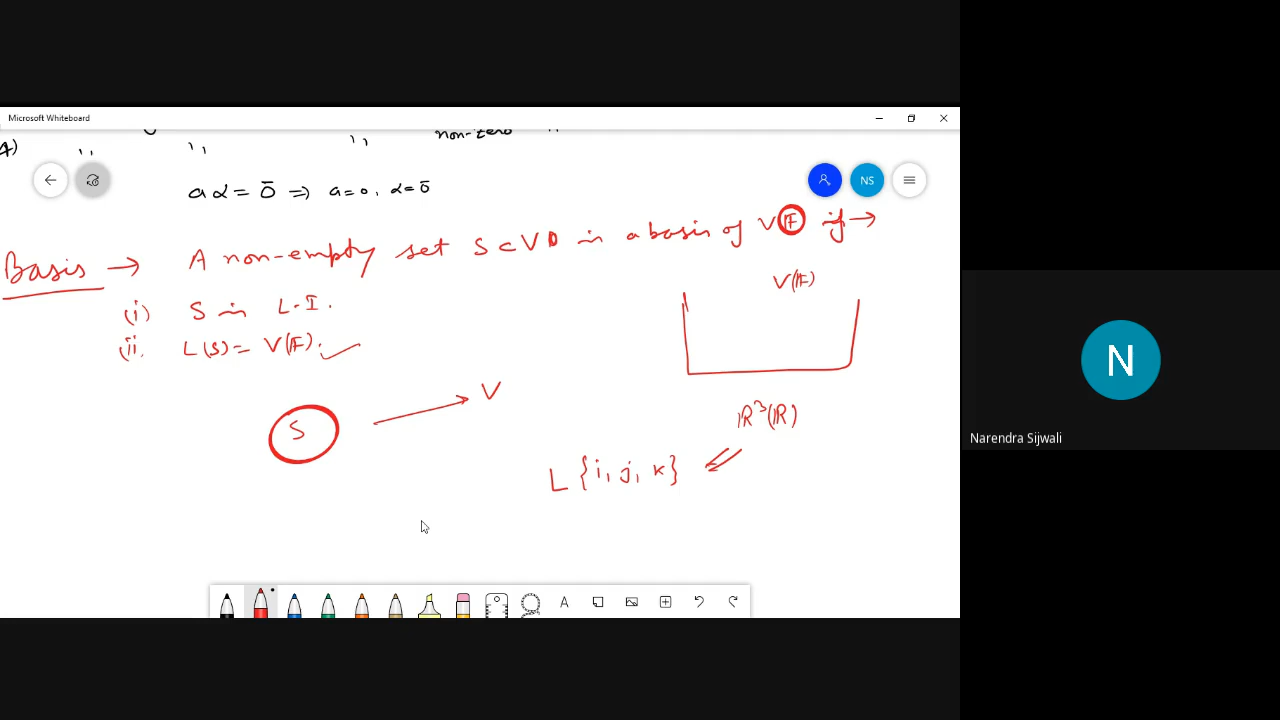 Microsoft Whiteboard
4) ,, ,, ,, non-zero ,,
NS
aα = 0̄ ⇒ a=0, α=0̄
Basis → A non-empty set S⊂V is a basis of V(F) if →
(i) S is L.I.
(ii. L(S) = V(F). ✓
V(F)
S → V
R³(R)
L{i, j, k}
N
Narendra Sijwali
A